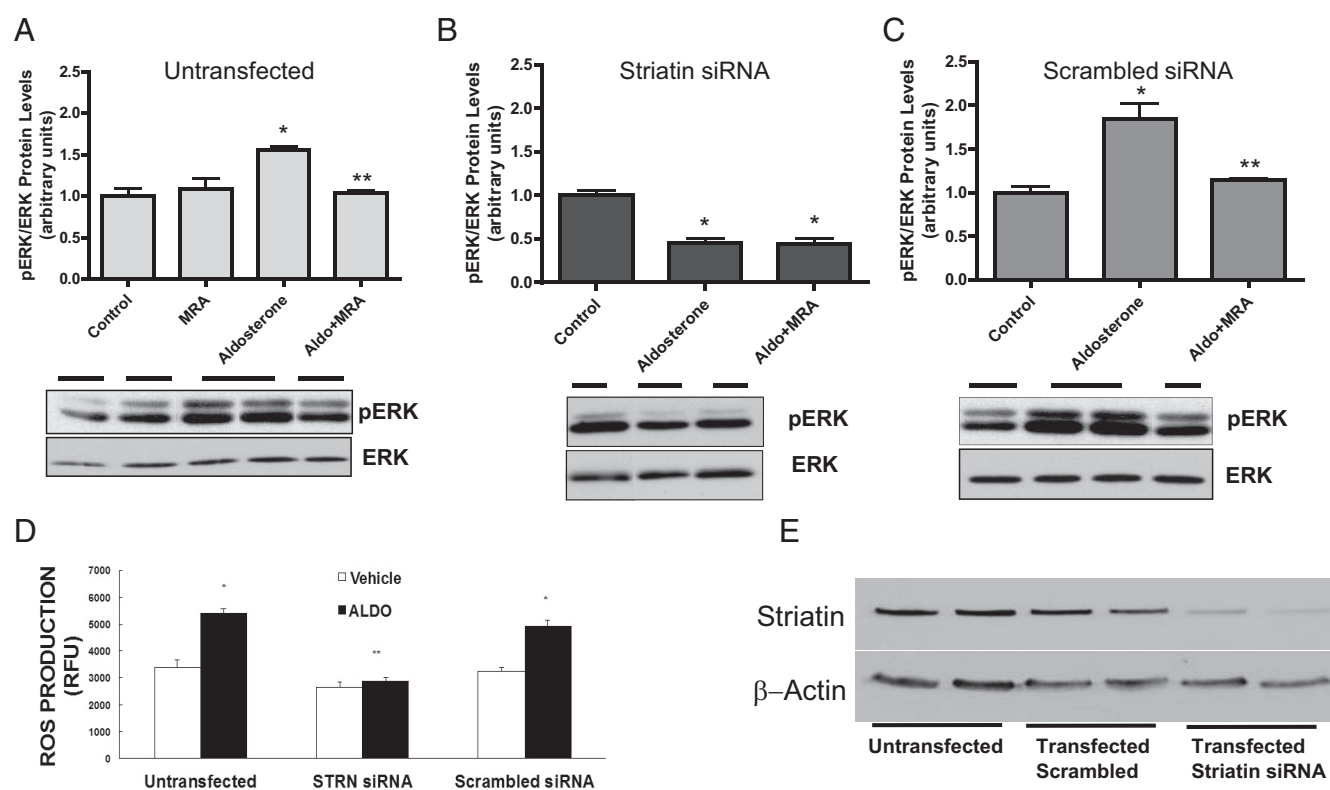 A
Untransfected
pERK/ERK Protein Levels
(arbitrary units)
2.5
2.0
1.5
1.0
0.5
0.0
*
**
Control
MRA
Aldosterone
Aldo+MRA
pERK
ERK
B
Striatin siRNA
pERK/ERK Protein Levels
(arbitrary units)
2.5
2.0
1.5
1.0
0.5
0.0
*
*
Control
Aldosterone
Aldo+MRA
pERK
ERK
C
Scrambled siRNA
pERK/ERK Protein Levels
(arbitrary units)
2.5
2.0
1.5
1.0
0.5
0.0
*
**
Control
Aldosterone
Aldo+MRA
pERK
ERK
D
ROS PRODUCTION
(RFU)
7000
6000
5000
4000
3000
2000
1000
0
Vehicle
ALDO
*
**
*
Untransfected
STRN siRNA
Scrambled siRNA
E
Striatin
β–Actin
Untransfected
Transfected
Scrambled
Transfected
Striatin siRNA